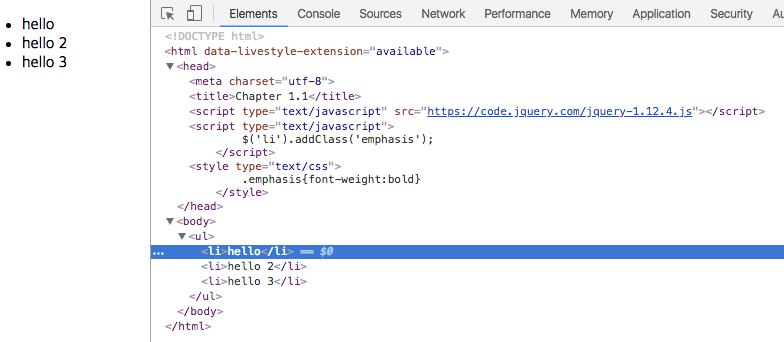 hello
hello 2
hello 3
Elements Console Sources Network Performance Memory Application Security Au
<!DOCTYPE html>
<html data-livestyle-extension="available">
<head>
<meta charset="utf-8">
<title>Chapter 1.1</title>
<script type="text/javascript" src="https://code.jquery.com/jquery-1.12.4.js"></script>
<script type="text/javascript">
$('li').addClass('emphasis');
</script>
<style type="text/css">
.emphasis{font-weight:bold}
</style>
</head>
<body>
<ul>
... <li>hello</li> == $0
<li>hello 2</li>
<li>hello 3</li>
</ul>
</body>
</html>